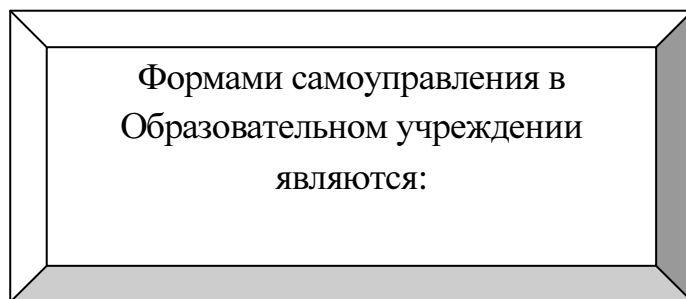 Формами самоуправления в
Образовательном учреждении
являются: